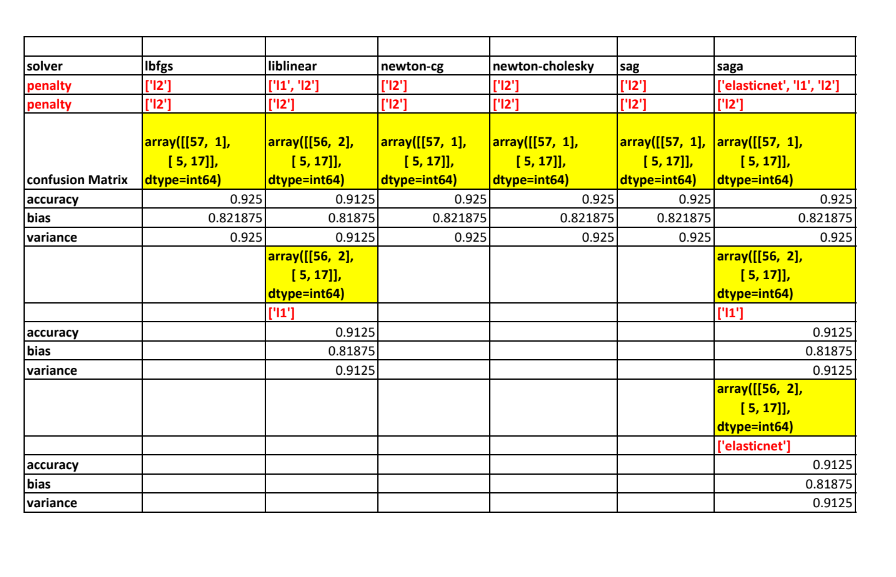 solver lbfgs liblinear newton-cg newton-cholesky sag saga
penalty ['l2'] ['l1', 'l2'] ['l2'] ['l2'] ['l2'] ['elasticnet', 'l1', 'l2']
penalty ['l2'] ['l2'] ['l2'] ['l2'] ['l2'] ['l2']
array([[57, 1], array([[56, 2], array([[57, 1], array([[57, 1], array([[57, 1], array([[57, 1],
[ 5, 17]], [ 5, 17]], [ 5, 17]], [ 5, 17]], [ 5, 17]], [ 5, 17]],
confusion Matrix dtype=int64) dtype=int64) dtype=int64) dtype=int64) dtype=int64) dtype=int64)
accuracy 0.925 0.9125 0.925 0.925 0.925 0.925
bias 0.821875 0.81875 0.821875 0.821875 0.821875 0.821875
variance 0.925 0.9125 0.925 0.925 0.925 0.925
array([[56, 2], array([[56, 2],
[ 5, 17]], [ 5, 17]],
dtype=int64) dtype=int64)
['l1'] ['l1']
accuracy 0.9125 0.9125
bias 0.81875 0.81875
variance 0.9125 0.9125
array([[56, 2],
[ 5, 17]],
dtype=int64)
['elasticnet']
accuracy 0.9125
bias 0.81875
variance 0.9125